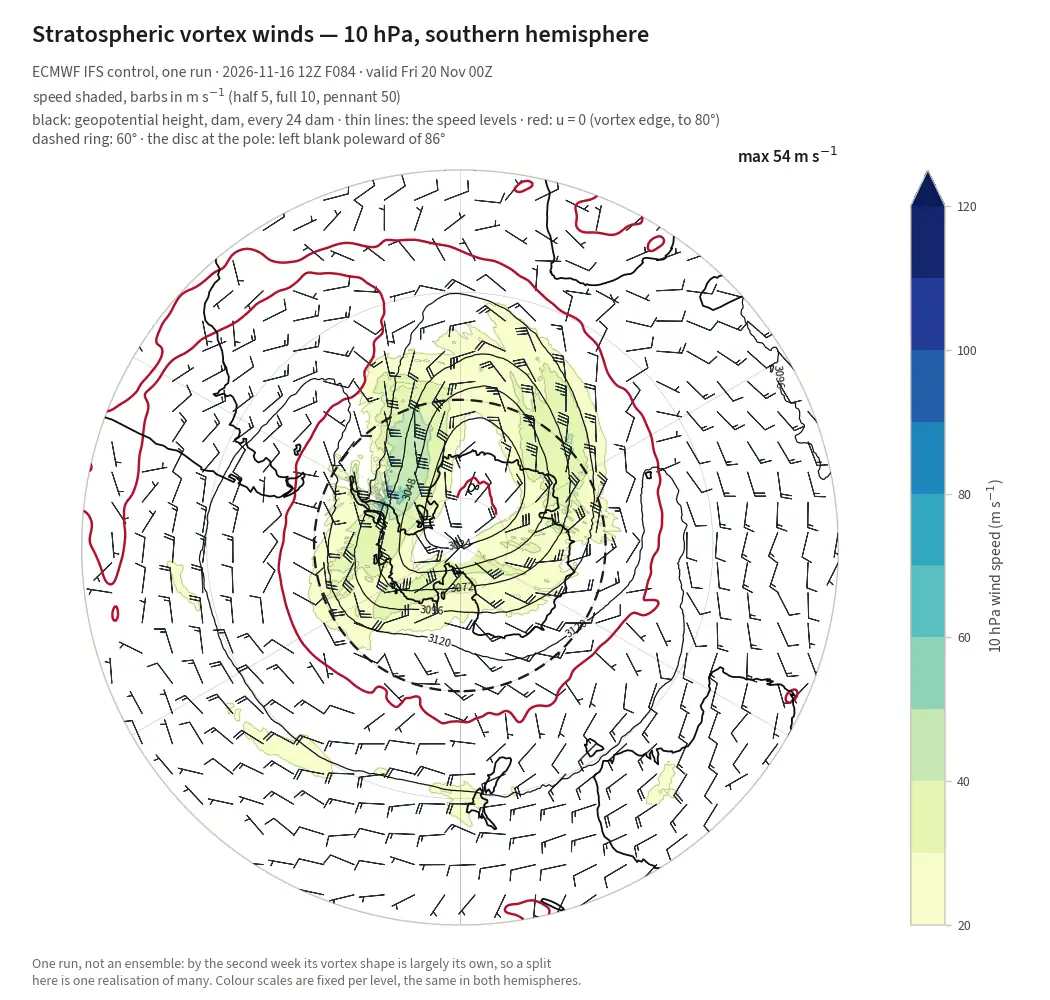 Stratospheric vortex winds — 10 hPa, southern hemisphere
ECMWF IFS control, one run · 2026-11-16 12Z F084 · valid Fri 20 Nov 00Z
speed shaded, barbs in m s−1 (half 5, full 10, pennant 50)
black: geopotential height, dam, every 24 dam · thin lines: the speed levels · red: u = 0 (vortex edge, to 80°)
dashed ring: 60° · the disc at the pole: left blank poleward of 86°
max 54 m s−1
120
100
80
60
40
20
10 hPa wind speed (m s−1)
3096
3048
3024
3072
3096
3120
3120
One run, not an ensemble: by the second week its vortex shape is largely its own, so a split
here is one realisation of many. Colour scales are fixed per level, the same in both hemispheres.